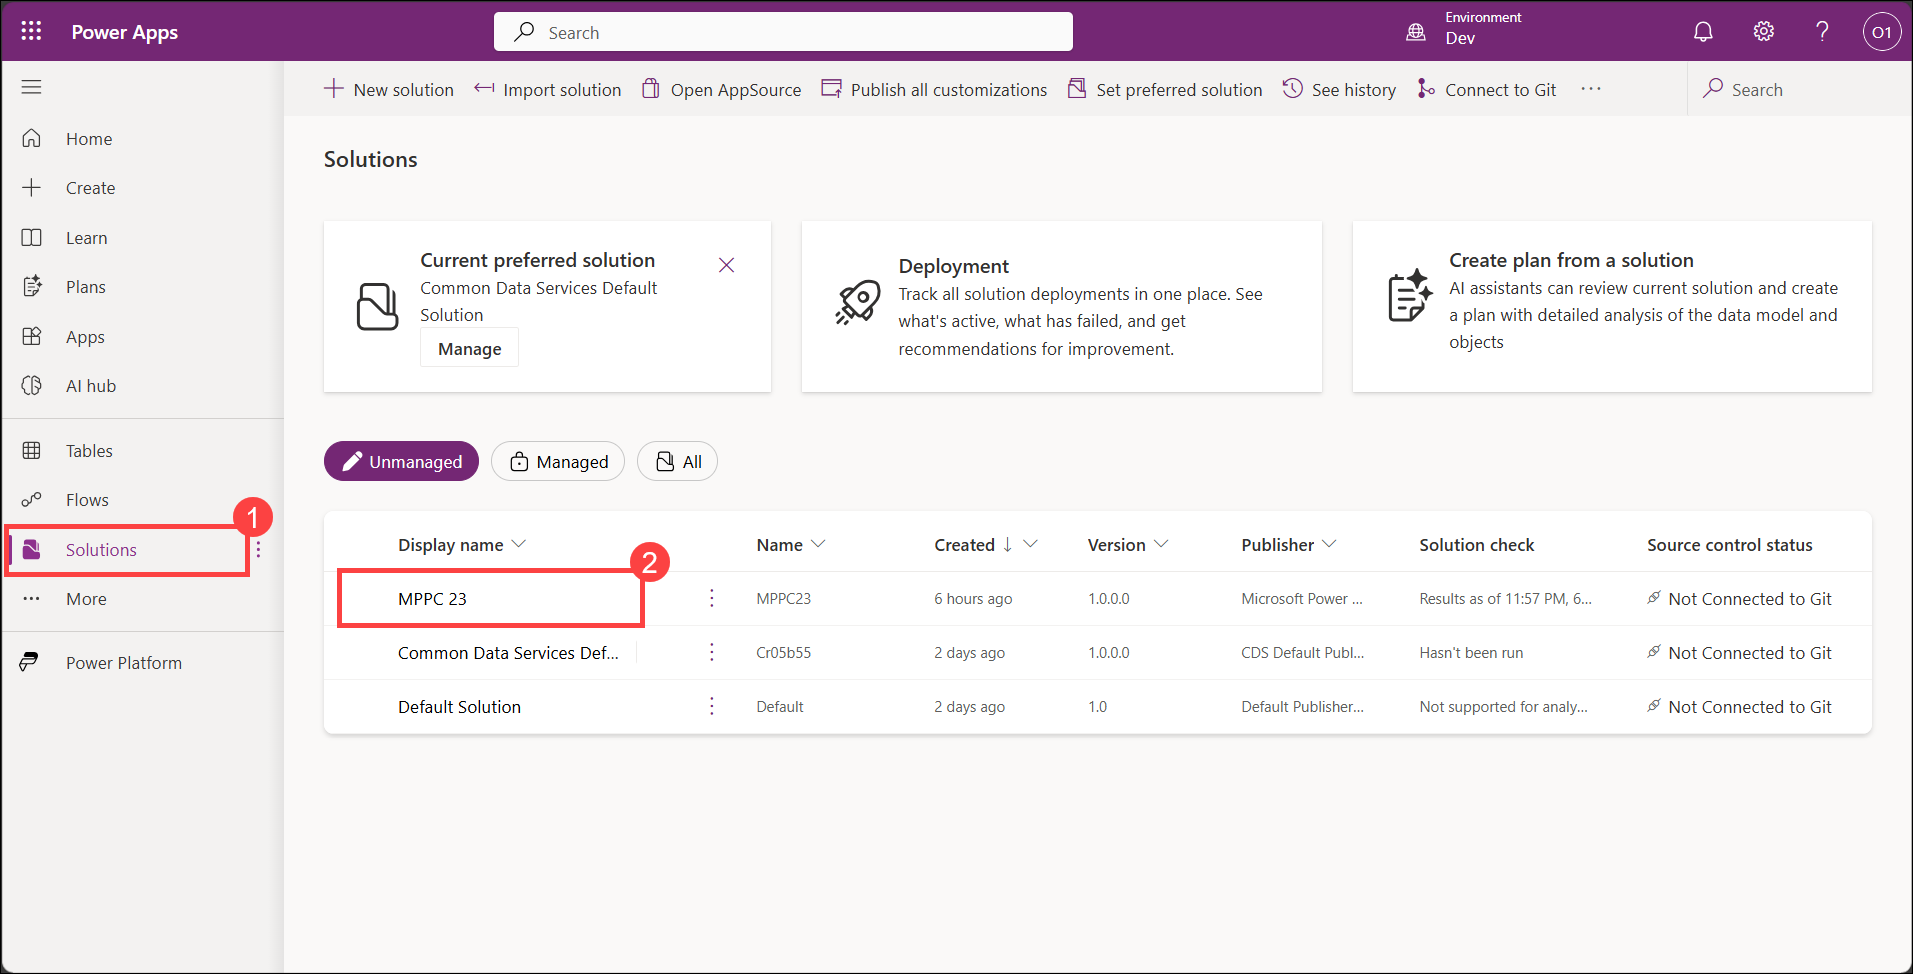 Power Apps
Search
Environment
Dev
O1
New solution
Import solution
Open AppSource
Publish all customizations
Set preferred solution
See history
Connect to Git
Search
Home
Create
Learn
Plans
Apps
AI hub
Tables
Flows
1
Solutions
More
Power Platform
Solutions
Current preferred solution
Common Data Services Default
Solution
Manage
Deployment
Track all solution deployments in one place. See
what's active, what has failed, and get
recommendations for improvement.
Create plan from a solution
AI assistants can review current solution and create
a plan with detailed analysis of the data model and
objects
Unmanaged
Managed
All
Display name
Name
Created
Version
Publisher
Solution check
Source control status
2
MPPC 23
MPPC23
6 hours ago
1.0.0.0
Microsoft Power ...
Results as of 11:57 PM, 6...
Not Connected to Git
Common Data Services Def...
Cr05b55
2 days ago
1.0.0.0
CDS Default Publ...
Hasn't been run
Not Connected to Git
Default Solution
Default
2 days ago
1.0
Default Publisher...
Not supported for analy...
Not Connected to Git